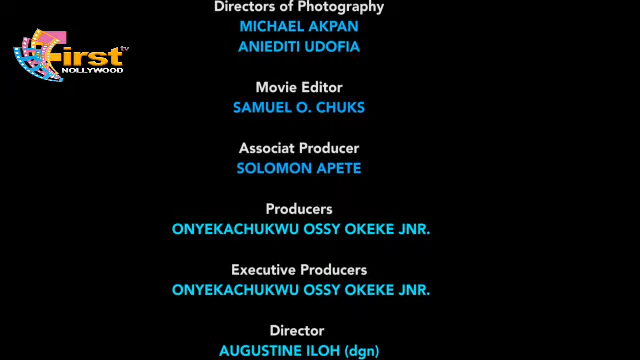 Directors of Photography
MICHAEL AKPAN
ANIEDITI UDOFIA
First tv
NOLLYWOOD
Movie Editor
SAMUEL O. CHUKS
Associat Producer
SOLOMON APETE
Producers
ONYEKACHUKWU OSSY OKEKE JNR.
Executive Producers
ONYEKACHUKWU OSSY OKEKE JNR.
Director
AUGUSTINE ILOH (dgn)